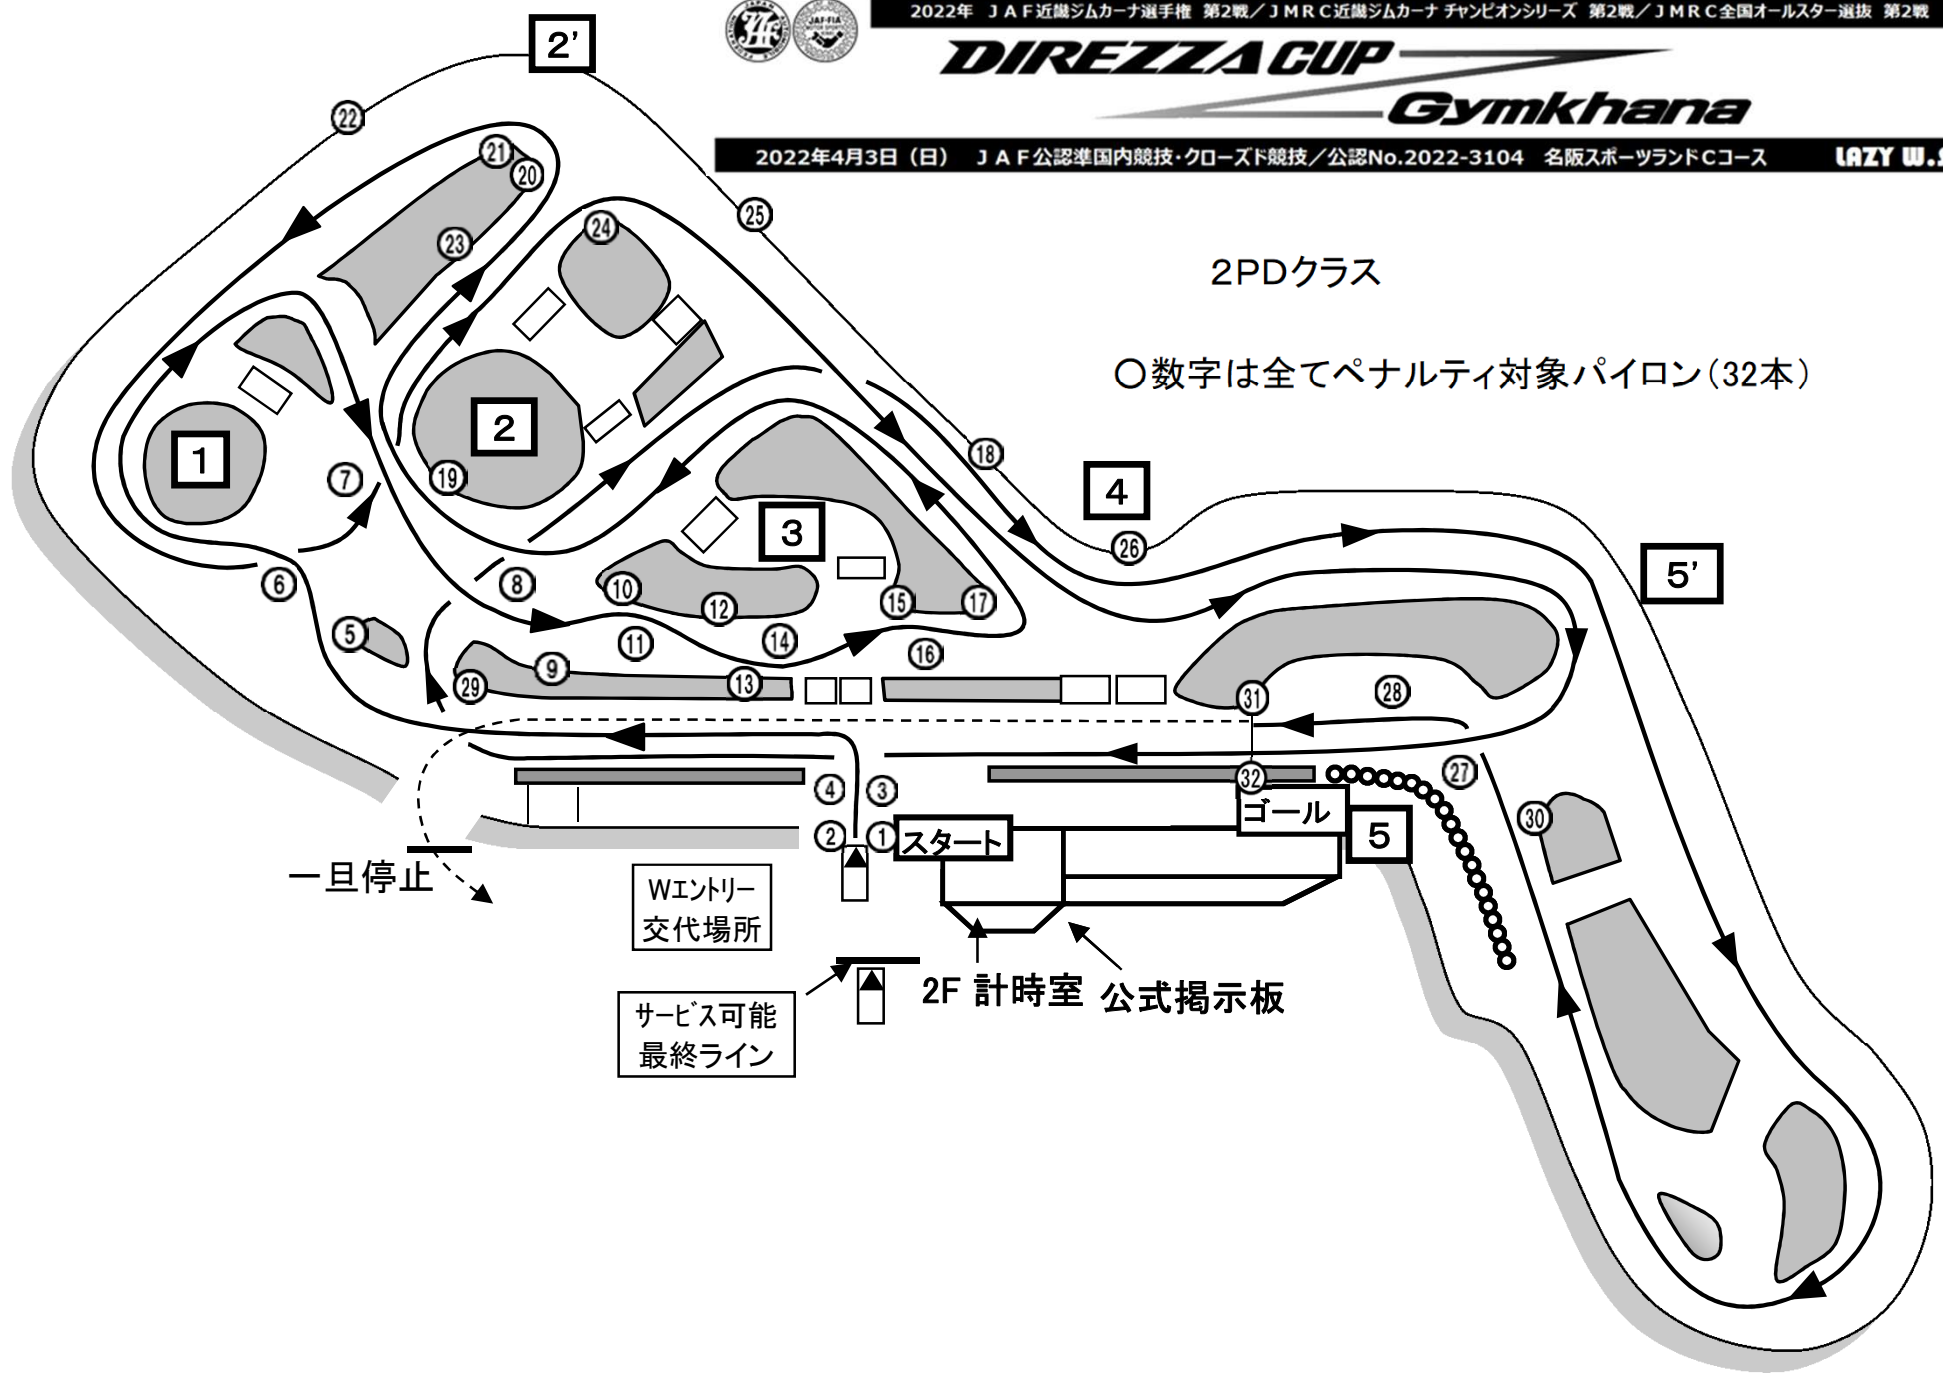 2022年 JAF近畿ジムカーナ選手権 第2戦/JMRC近畿ジムカーナ チャンピオンシリーズ 第2戦/JMRC全国オールスター選抜 第2戦
JAF-FIA
DIREZZA CUP
Gymkhana
2022年4月3日(日) JAF公認準国内競技・クローズド競技/公認No.2022-3104 名阪スポーツランドCコース LAZY W.S
2'
㉒
㉑
⑳
㉓
㉔
㉕
2PDクラス
○数字は全てペナルティ対象パイロン(32本)
1
2
⑦
⑲
⑱
4
3
㉖
5'
⑥
⑧
⑩
⑫
⑮
⑰
⑤
⑪
⑭
⑯
⑨
⑬
㉙
㉛
㉘
④
③
㉜
㉗
②
①
スタート
ゴール
5
㉚
一旦停止
Wエントリー
交代場所
サービス可能
最終ライン
2F 計時室
公式掲示板